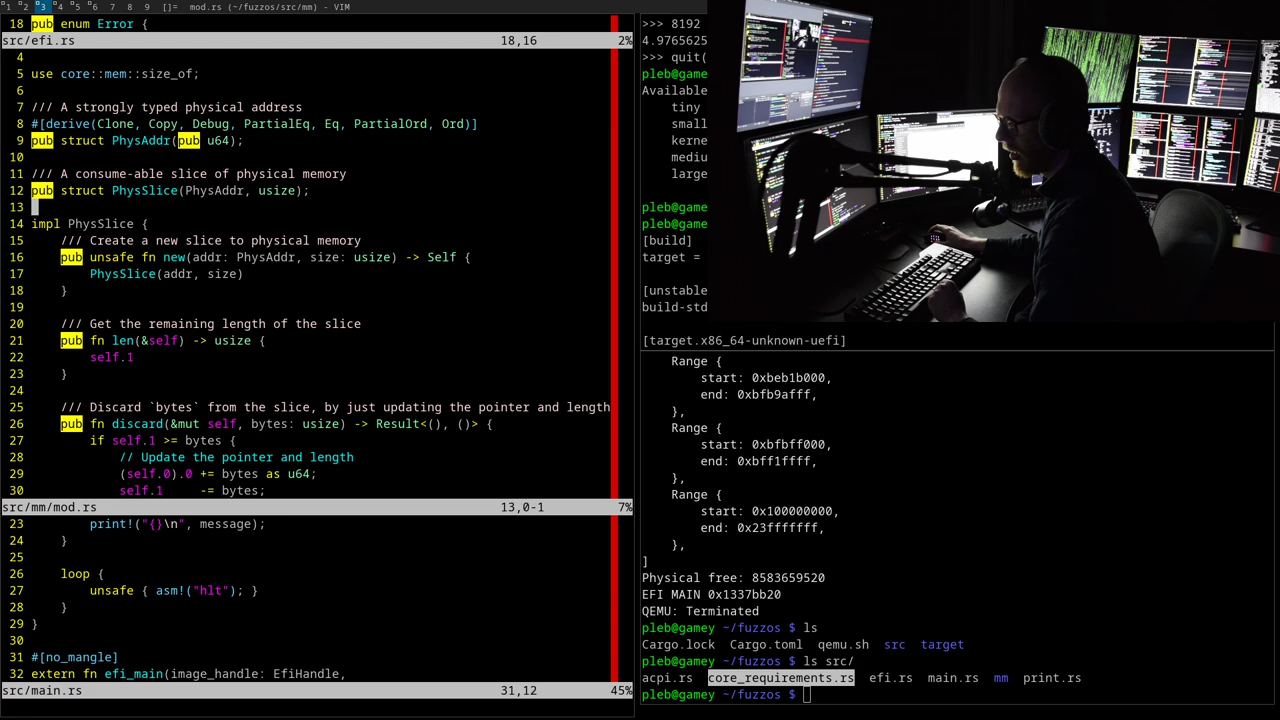 1 2 3 4 5 6 7 8 9 []= mod.rs (~/fuzzos/src/mm) - VIM
18 pub enum Error {
src/efi.rs 18,16 2%
4
5 use core::mem::size_of;
6
7 /// A strongly typed physical address
8 #[derive(Clone, Copy, Debug, PartialEq, Eq, PartialOrd, Ord)]
9 pub struct PhysAddr(pub u64);
10
11 /// A consume-able slice of physical memory
12 pub struct PhysSlice(PhysAddr, usize);
13
14 impl PhysSlice {
15 /// Create a new slice to physical memory
16 pub unsafe fn new(addr: PhysAddr, size: usize) -> Self {
17 PhysSlice(addr, size)
18 }
19
20 /// Get the remaining length of the slice
21 pub fn len(&self) -> usize {
22 self.1
23 }
24
25 /// Discard `bytes` from the slice, by just updating the pointer and length
26 pub fn discard(&mut self, bytes: usize) -> Result<(), ()> {
27 if self.1 >= bytes {
28 // Update the pointer and length
29 (self.0).0 += bytes as u64;
30 self.1 -= bytes;
src/mm/mod.rs 13,0-1 7%
23 print!("{}\n", message);
24 }
25
26 loop {
27 unsafe { asm!("hlt"); }
28 }
29 }
30
31 #[no_mangle]
32 extern fn efi_main(image_handle: EfiHandle,
src/main.rs 31,12 45%
>>> 8192
4.9765625
>>> quit(
pleb@game
Available
tiny
small
kerne
mediu
large
pleb@game
pleb@game
[build]
target =
[unstable
build-std
[target.x86_64-unknown-uefi]
Range {
start: 0xbeb1b000,
end: 0xbfb9afff,
},
Range {
start: 0xbfbff000,
end: 0xbff1ffff,
},
Range {
start: 0x100000000,
end: 0x23fffffff,
},
]
Physical free: 8583659520
EFI MAIN 0x1337bb20
QEMU: Terminated
pleb@gamey ~/fuzzos $ ls
Cargo.lock Cargo.toml qemu.sh src target
pleb@gamey ~/fuzzos $ ls src/
acpi.rs core_requirements.rs efi.rs main.rs mm print.rs
pleb@gamey ~/fuzzos $